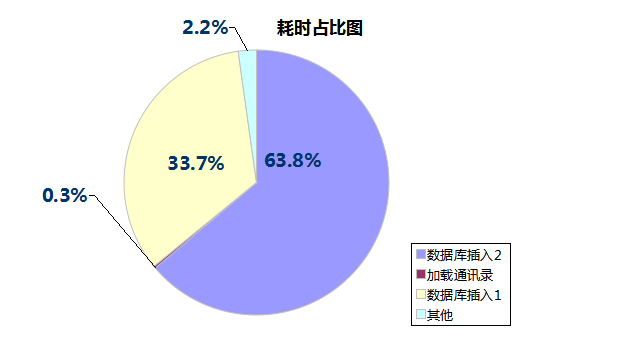 耗时占比图
2.2%
33.7%
63.8%
0.3%
数据库插入2
加载通讯录
数据库插入1
其他